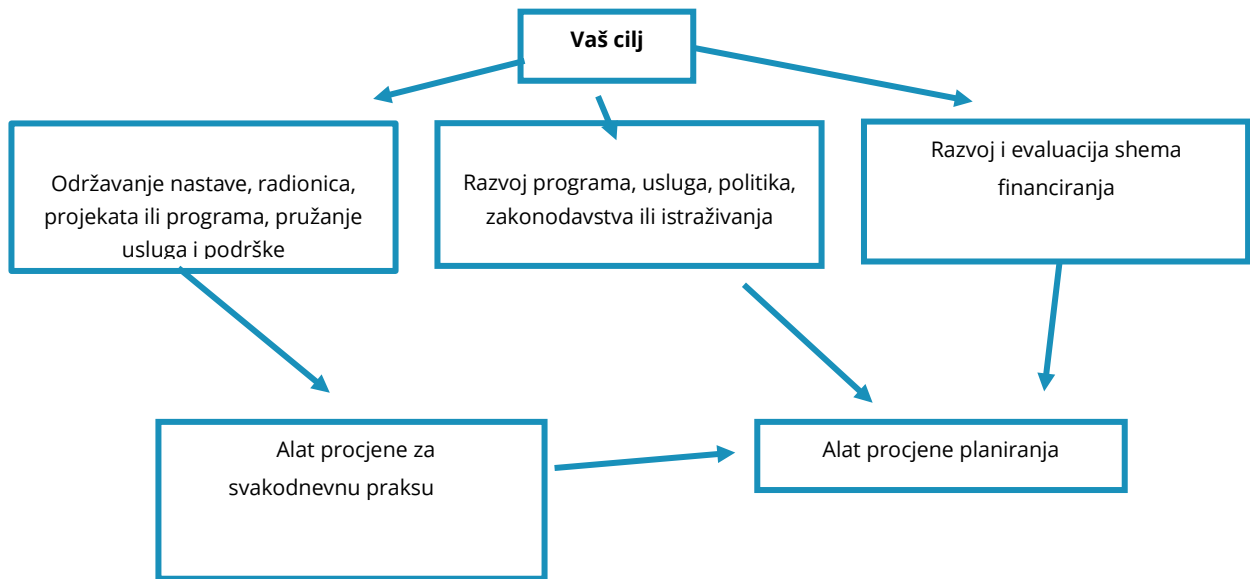 Vaš cilj
Održavanje nastave, radionica,
projekata ili programa, pružanje
usluga i podrške
Razvoj programa, usluga, politika,
zakonodavstva ili istraživanja
Razvoj i evaluacija shema
financiranja
Alat procjene za
svakodnevnu praksu
Alat procjene planiranja